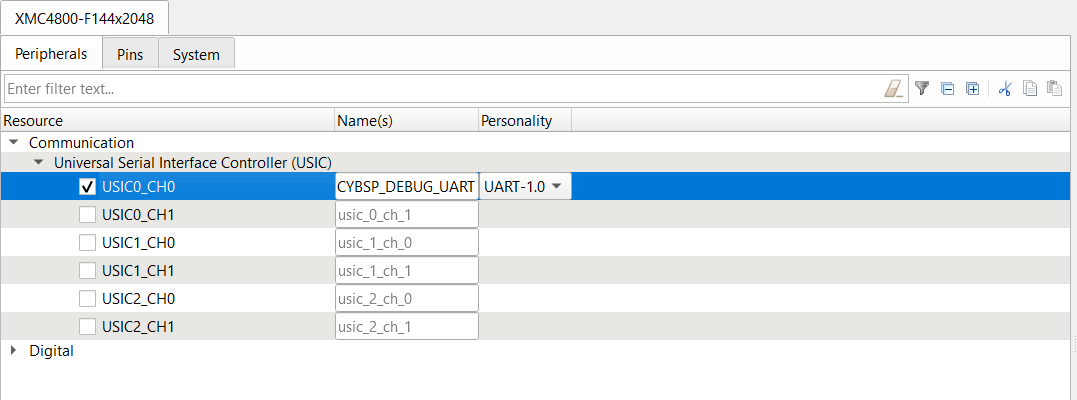 XMC4800-F144x2048
Peripherals Pins System
Enter filter text...
Resource Name(s) Personality
Communication
Universal Serial Interface Controller (USIC)
USIC0_CH0 CYBSP_DEBUG_UART UART-1.0
USIC0_CH1 usic_0_ch_1
USIC1_CH0 usic_1_ch_0
USIC1_CH1 usic_1_ch_1
USIC2_CH0 usic_2_ch_0
USIC2_CH1 usic_2_ch_1
Digital